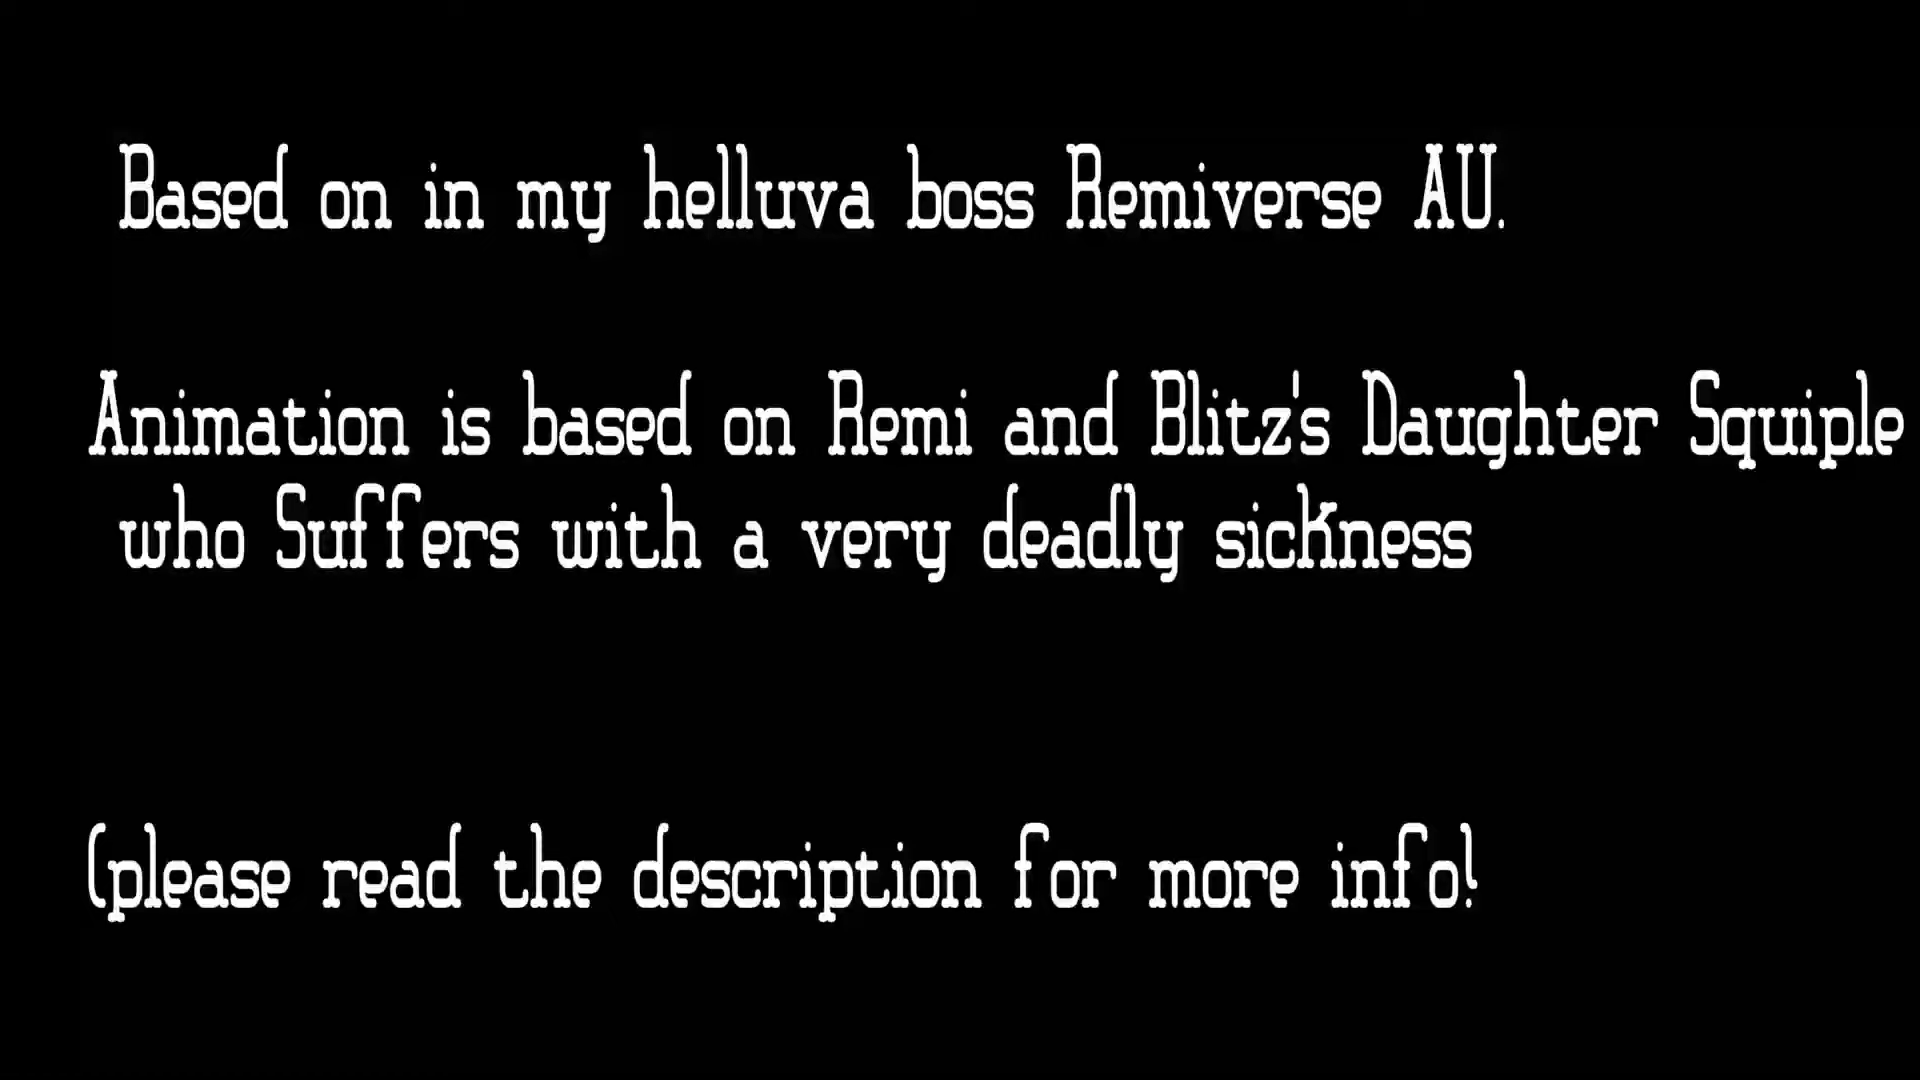 Based on in my helluva boss Remiverse AU.
Animation is based on Remi and Blitz's Daughter Squiple
who Suffers with a very deadly sickness
(please read the description for more info!